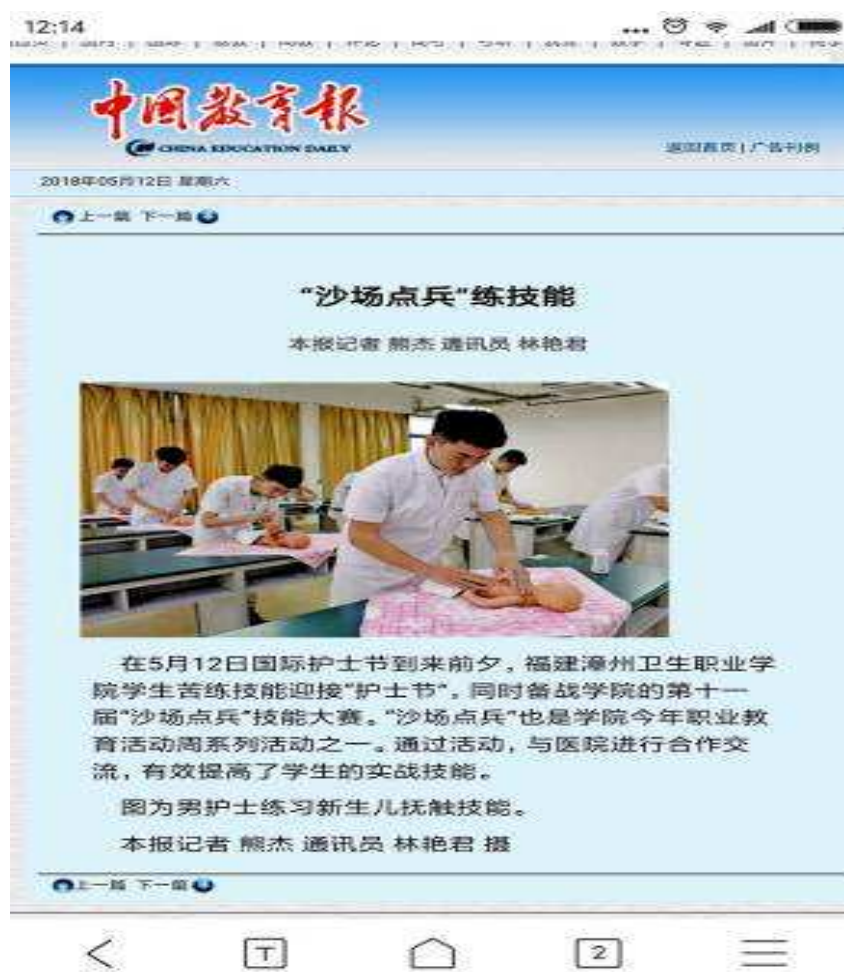 12:14
中国教育报
CHINA EDUCATION DAILY
返回首页 | 广告刊例
2018年05月12日 星期六
上一篇 下一篇
“沙场点兵”练技能
本报记者 熊杰 通讯员 林艳君
在5月12日国际护士节到来前夕，福建漳州卫生职业学
院学生苦练技能迎接“护士节”，同时备战学院的第十一
届“沙场点兵”技能大赛。“沙场点兵”也是学院今年职业教
育活动周系列活动之一。通过活动，与医院进行合作交
流，有效提高了学生的实战技能。
图为男护士练习新生儿抚触技能。
本报记者 熊杰 通讯员 林艳君 摄
上一篇 下一篇
T
2